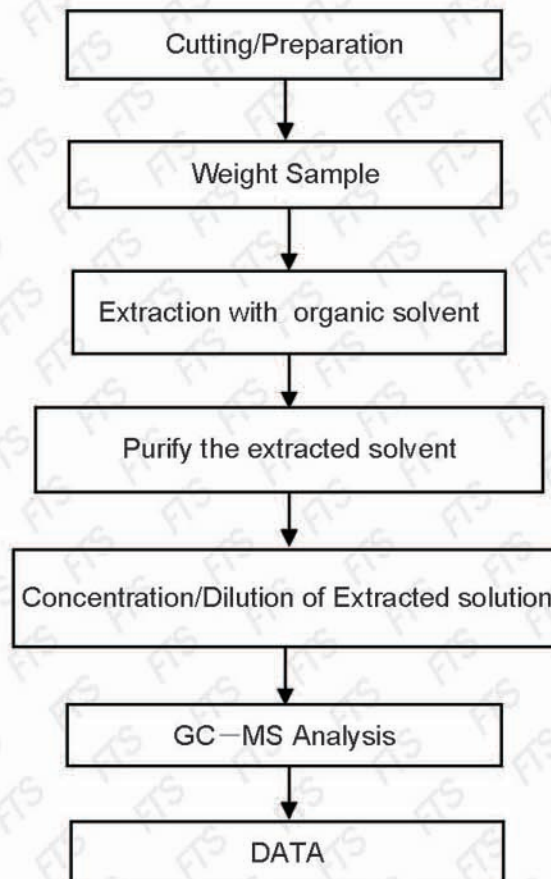 Cutting/Preparation
Weight Sample
Extraction with organic solvent
Purify the extracted solvent
Concentration/Dilution of Extracted solution
GC－MS Analysis
DATA